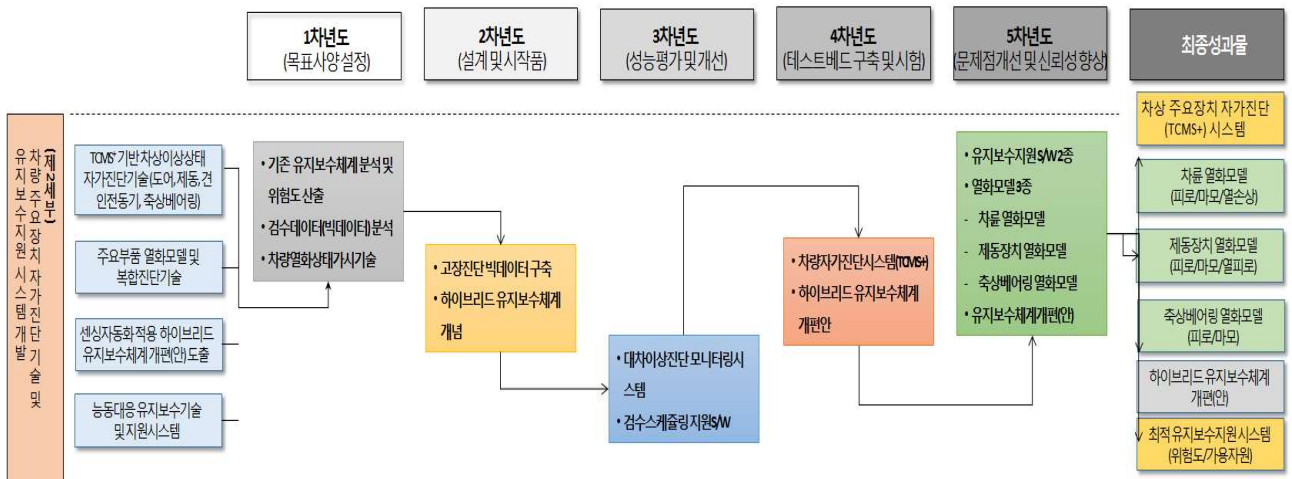 1차년도
(목표사양 설정)
2차년도
(설계 및 시작품)
3차년도
(성능평가 및 개선)
4차년도
(테스트베드 구축 및 시험)
5차년도
(문제점개선 및 신뢰성 향상)
최종성과물
(제2세부)
차량 주요장치 자가진단 기술 및
유지보수지원 시스템 개발
TCMS+ 기반 차상이상상태
자가진단기술(도어, 제동, 견
인전동기, 축상베어링)
주요부품 열화모델 및
복합진단기술
센싱자동화 적용 하이브리드
유지보수체계 개편(안) 도출
능동대응 유지보수기술
및 지원시스템
• 기존 유지보수체계 분석 및
위험도 산출
• 검수데이터(빅데이터) 분석
• 차량열화상태가시기술
• 고장진단 빅데이터 구축
• 하이브리드 유지보수체계
개념
• 대차이상진단 모니터링시
스템
• 검수스케쥴링 지원S/W
• 차량자가진단시스템(TCMS+)
• 하이브리드 유지보수체계
개편안
• 유지보수지원 S/W 2종
• 열화모델 3종
- 차륜 열화모델
- 제동장치 열화모델
- 축상베어링 열화모델
• 유지보수체계개편(안)
차상 주요장치 자가진단
(TCMS+) 시스템
차륜 열화모델
(피로/마모/열손상)
제동장치 열화모델
(피로/마모/열피로)
축상베어링 열화모델
(피로/마모)
하이브리드 유지보수체계
개편(안)
최적 유지보수지원 시스템
(위험도/가용자원)